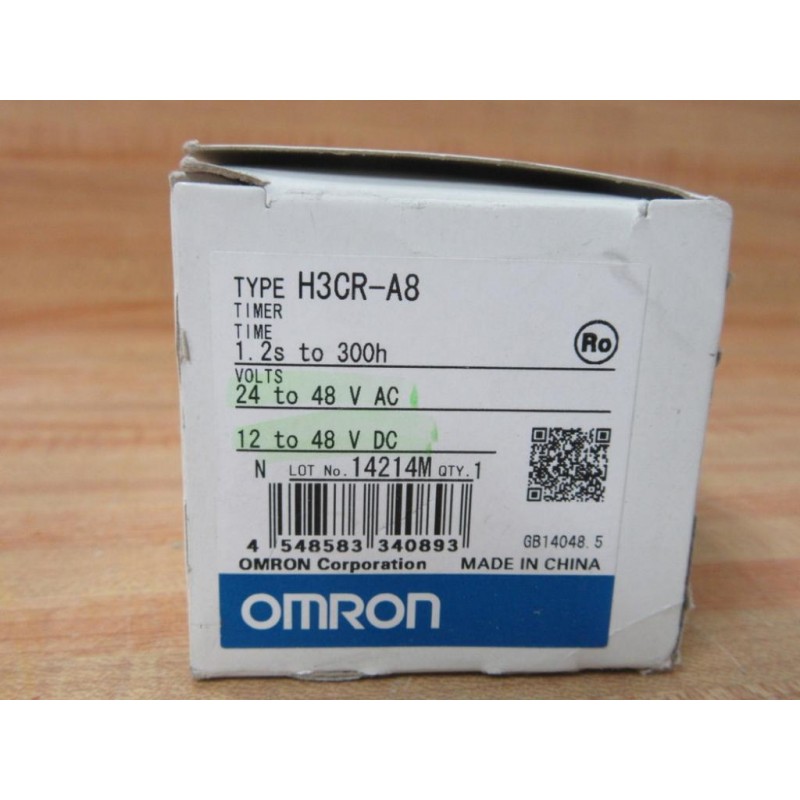 TYPE H3CR-A8
TIMER
TIME
1.2s to 300h
Ro
VOLTS
24 to 48 V AC
12 to 48 V DC
N LOT No. 14214M QTY. 1
4 548583 340893
GB14048.5
OMRON Corporation MADE IN CHINA
OMRON